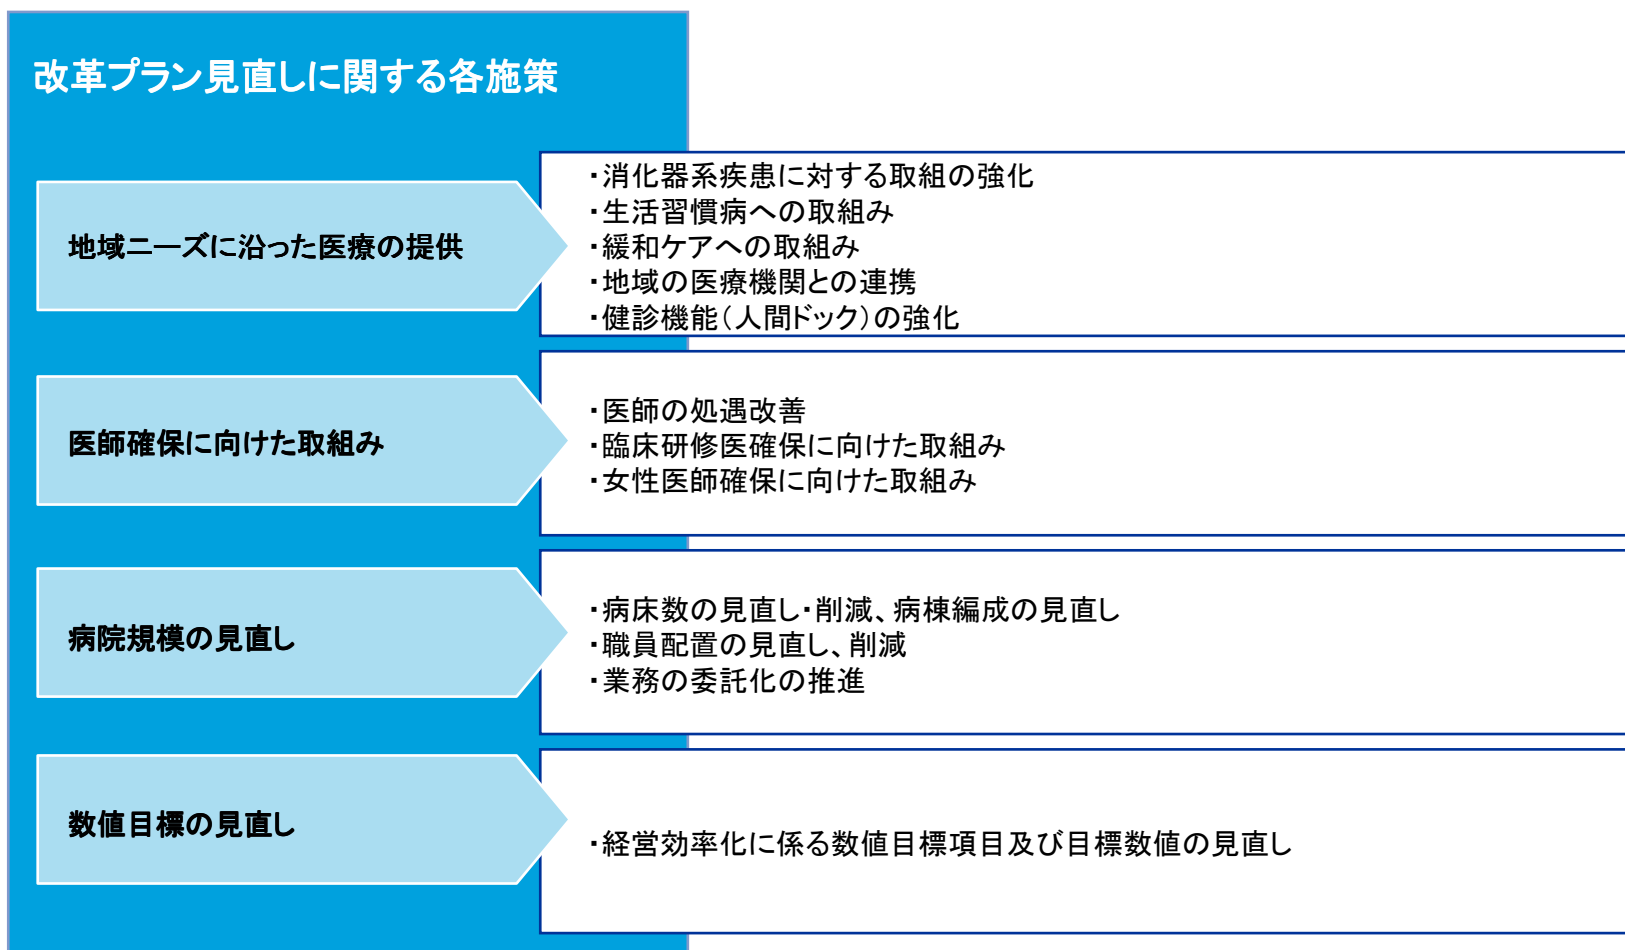 改革プラン見直しに関する各施策
地域ニーズに沿った医療の提供
・消化器系疾患に対する取組の強化
・生活習慣病への取組み
・緩和ケアへの取組み
・地域の医療機関との連携
・健診機能（人間ドック）の強化
医師確保に向けた取組み
・医師の処遇改善
・臨床研修医確保に向けた取組み
・女性医師確保に向けた取組み
病院規模の見直し
・病床数の見直し・削減、病棟編成の見直し
・職員配置の見直し、削減
・業務の委託化の推進
数値目標の見直し
・経営効率化に係る数値目標項目及び目標数値の見直し